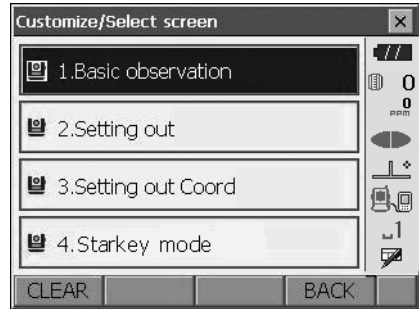 Customize/Select screen
1.Basic observation
0
0
PPM
2.Setting out
3.Setting out Coord
1
4.Starkey mode
CLEAR BACK